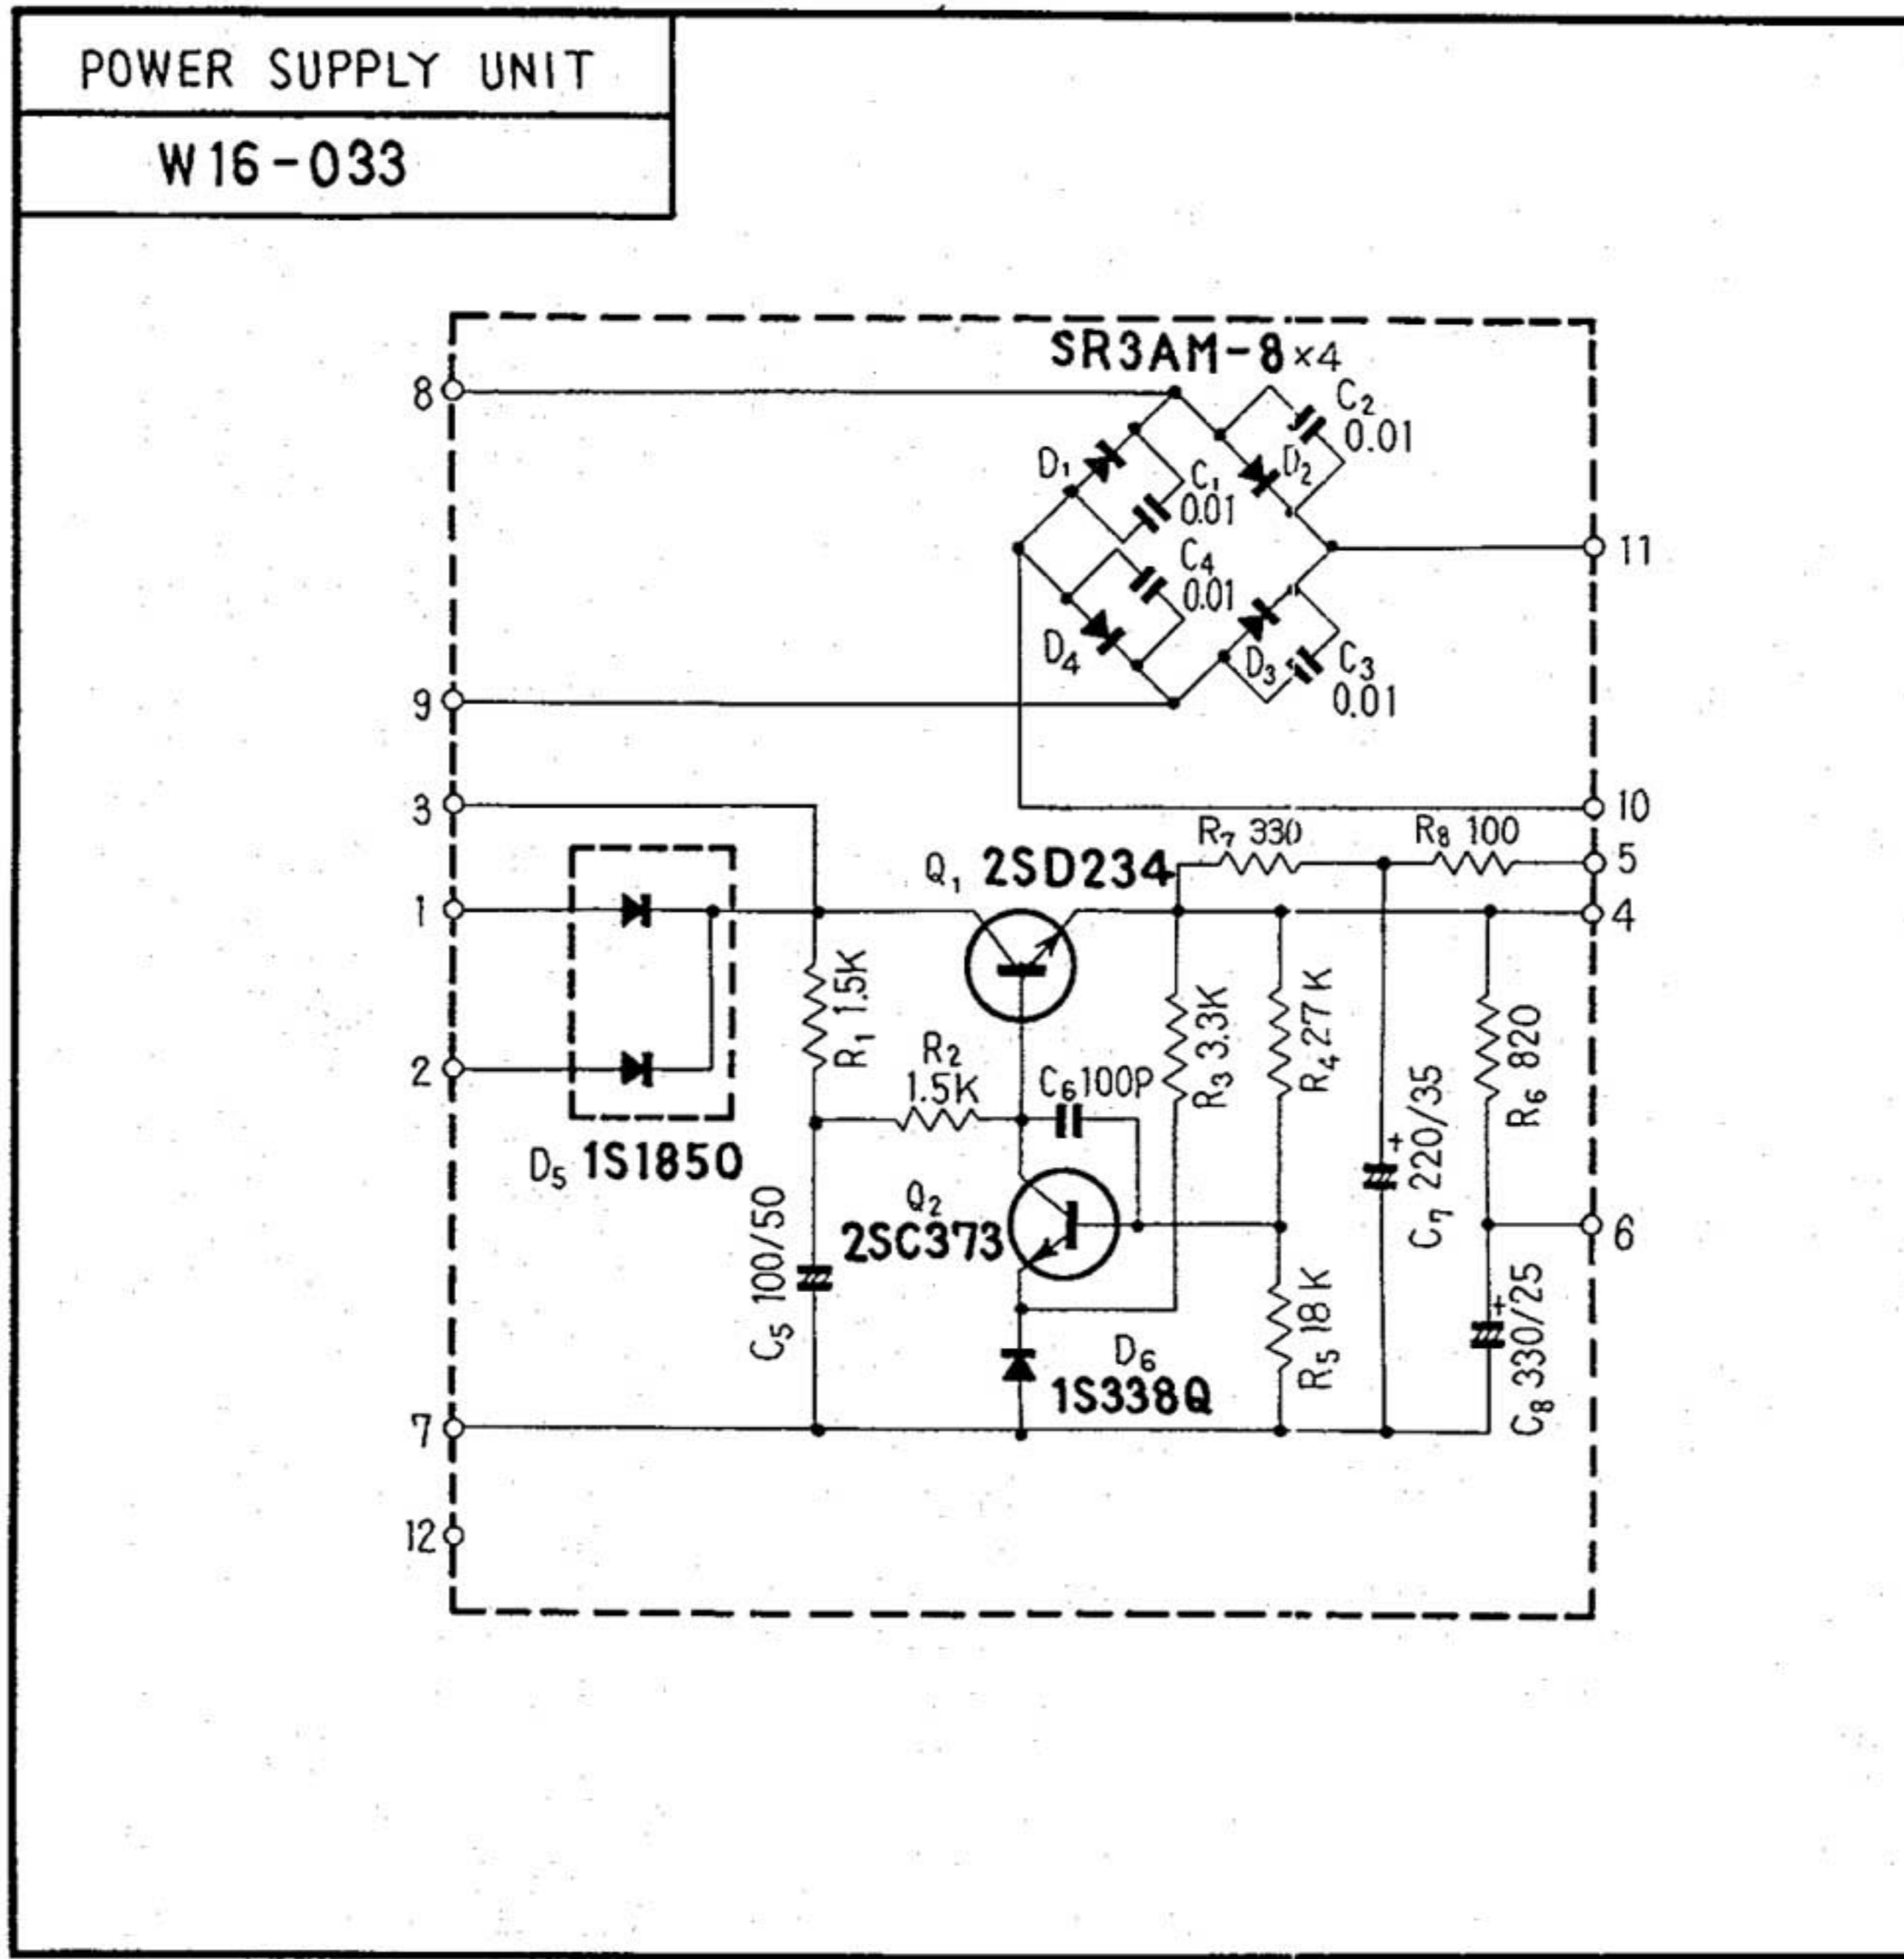 POWER SUPPLY UNIT
W16-033
SR3AM-8 ×4
8
C2
0.01
D1
C1
0.01
D2
11
C4
0.01
D4
D3
C3
0.01
9
3
10
R7 330
R8 100
5
Q1 2SD234
1
4
R1 1.5K
R2
1.5K
C6 100P
R3 3.3K
R4 27K
R6 820
2
D5 1S1850
C7 220/35
Q2
2SC373
6
C5 100/50
+
R5 18K
+
C8 330/25
D6
1S338Q
7
12